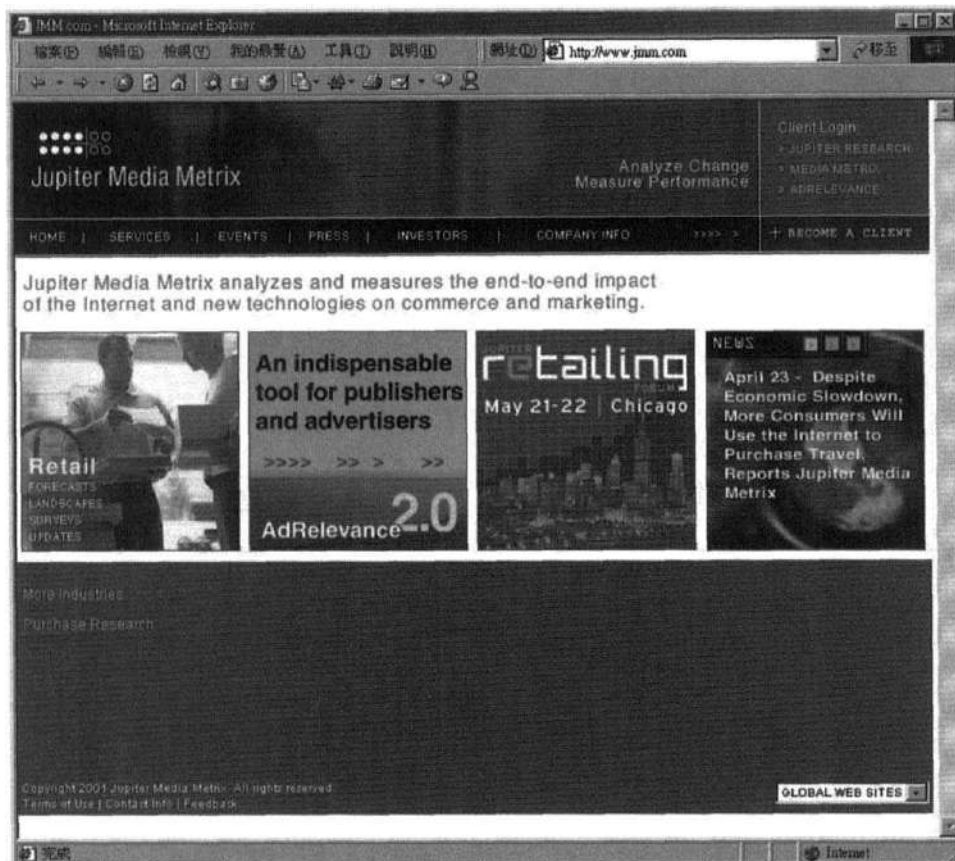 JMM.com - Microsoft Internet Explorer
檔案(F) 編輯(E) 檢視(V) 我的最愛(A) 工具(T) 說明(H) 網址(D) http://www.jmm.com 移至
Jupiter Media Metrix
Analyze Change
Measure Performance
Client Login:
> JUPITER RESEARCH
> MEDIA METRIX
> ADRELEVANCE
HOME | SERVICES | EVENTS | PRESS | INVESTORS | COMPANY INFO >>>> >
+ BECOME A CLIENT
Jupiter Media Metrix analyzes and measures the end-to-end impact
of the Internet and new technologies on commerce and marketing.
Retail
FORECASTS
LANDSCAPES
SURVEYS
UPDATES
An indispensable
tool for publishers
and advertisers
>>>> >> > >>
AdRelevance 2.0
JUPITER
retailing
FORUM
May 21-22 | Chicago
NEWS
April 23 - Despite
Economic Slowdown,
More Consumers Will
Use the Internet to
Purchase Travel,
Reports Jupiter Media
Metrix
More Industries
Purchase Research
Copyright 2001 Jupiter Media Metrix. All rights reserved
Terms of Use | Contact Info | Feedback
GLOBAL WEB SITES
完成 Internet